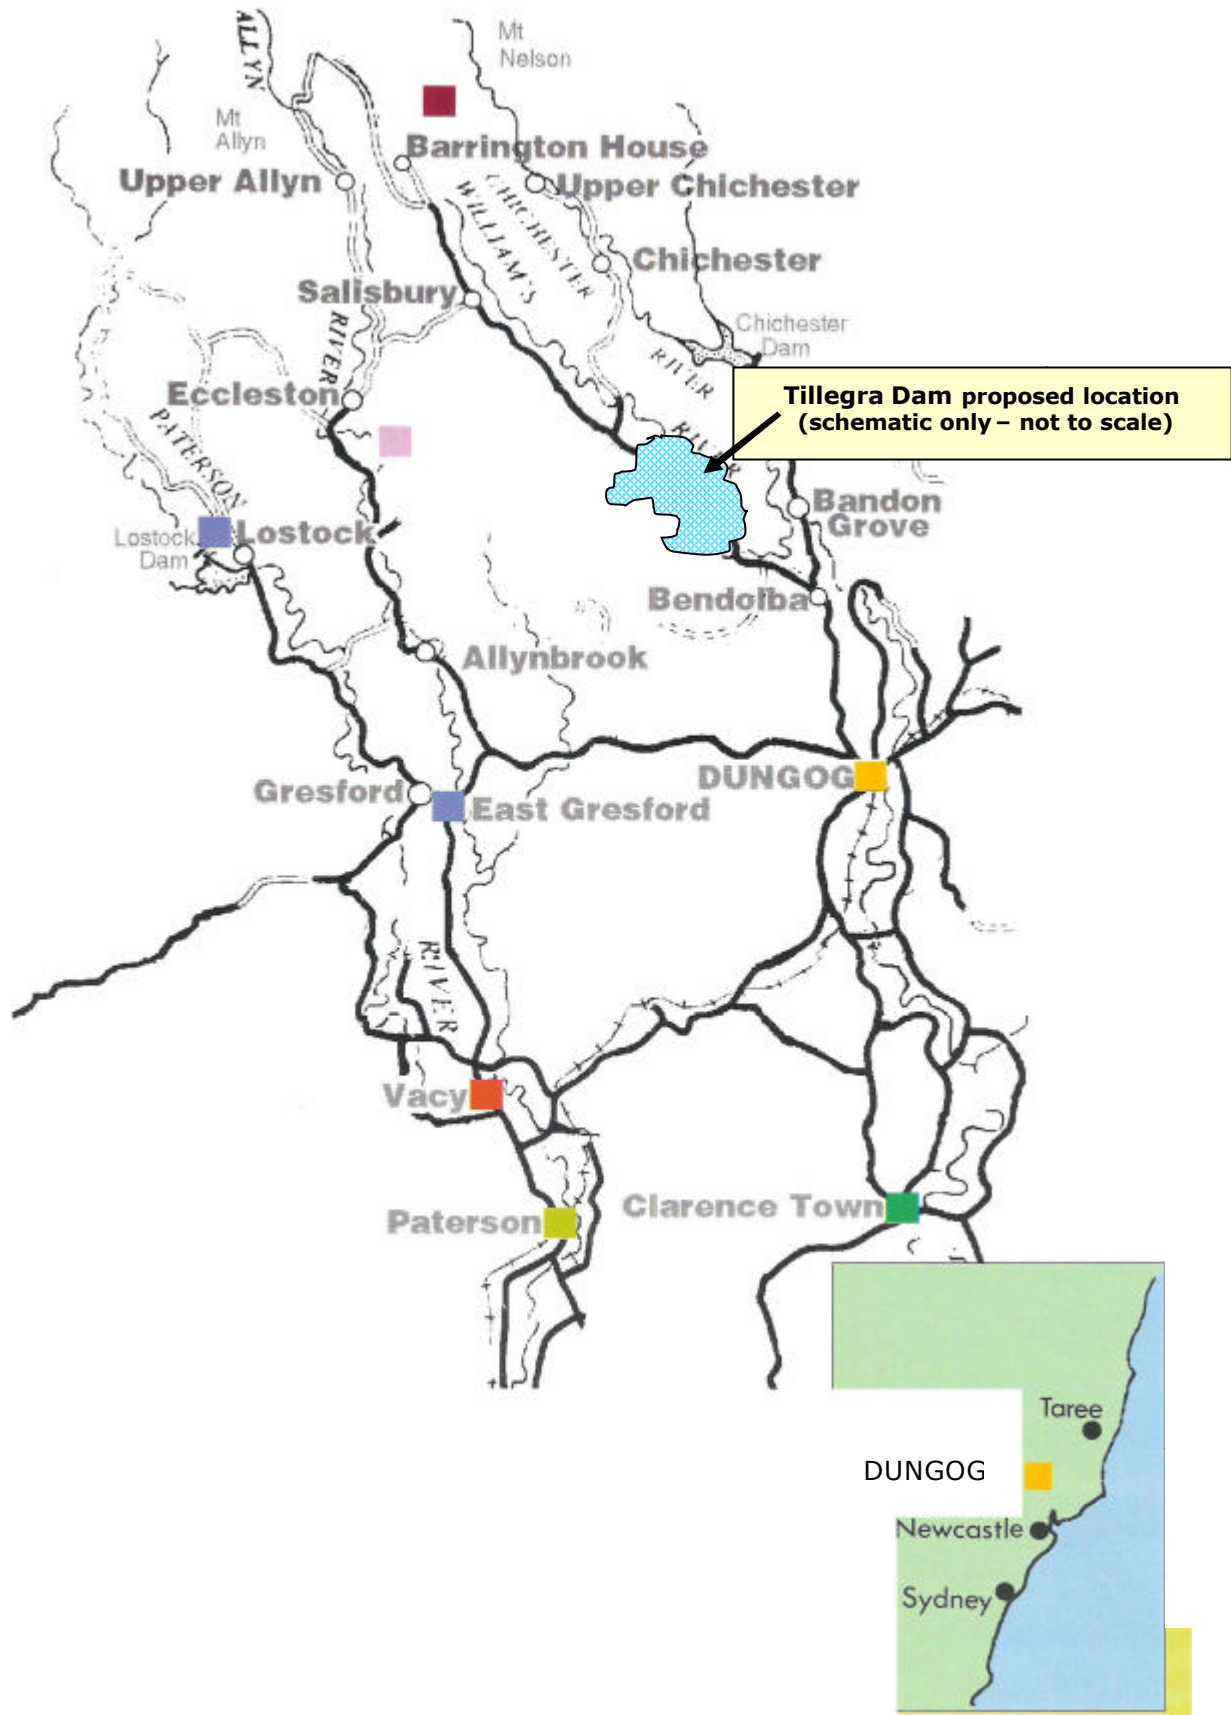 ALLYN
Mt
Nelson
Mt
Allyn
Barrington House
Upper Allyn
Upper Chichester
CHICHESTER
WILLIAM'S
Chichester
Salisbury
RIVER
Chichester
Dam
RIVER
Tillegra Dam proposed location
(schematic only – not to scale)
Eccleston
PATERSON
RIVER
Bandon
Grove
Lostock
Lostock
Dam
Bendolba
Allynbrook
DUNGOG
Gresford
East Gresford
RIVER
Vacy
Clarence Town
Paterson
Taree
DUNGOG
Newcastle
Sydney